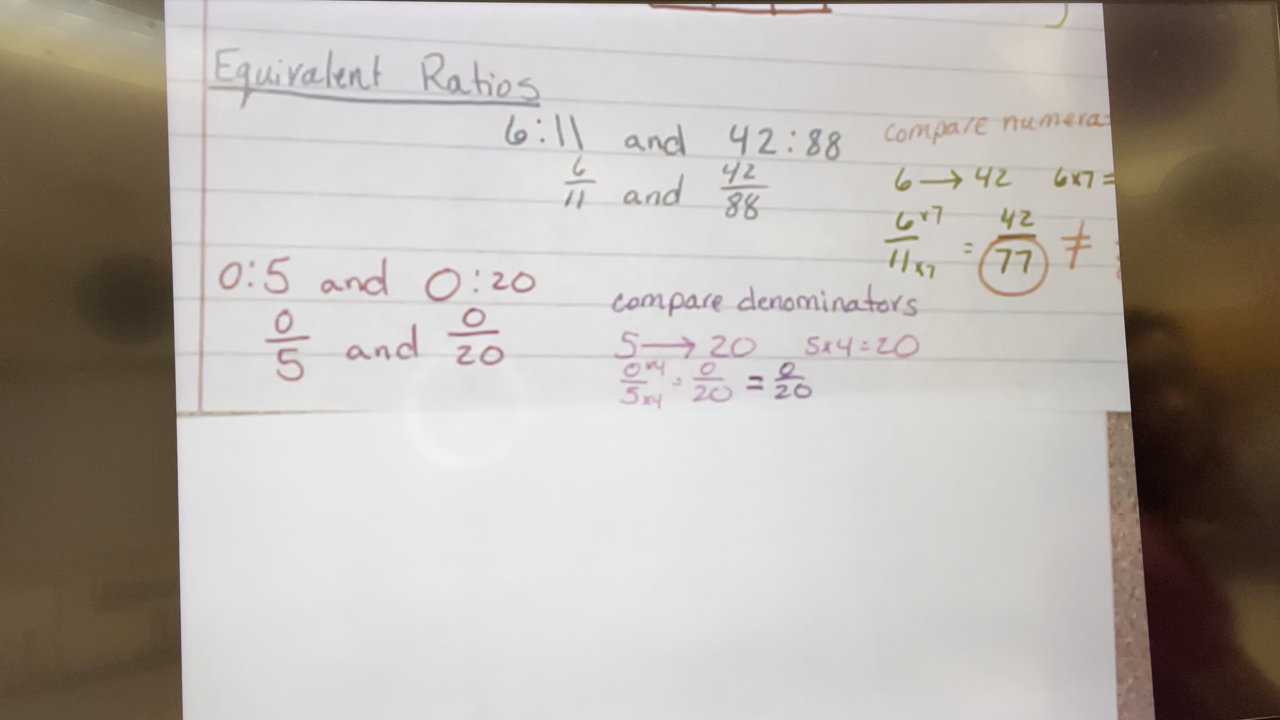 Equivalent Ratios
6:11 and 42:88
6/11 and 42/88
compare
6 → 42 6x7=
6x7/11x7 = 42/77 ≠
0:5 and 0:20
0/5 and 0/20
compare denominators
5 → 20 5x4=20
0x4/5x4 = 0/20 = 0/20